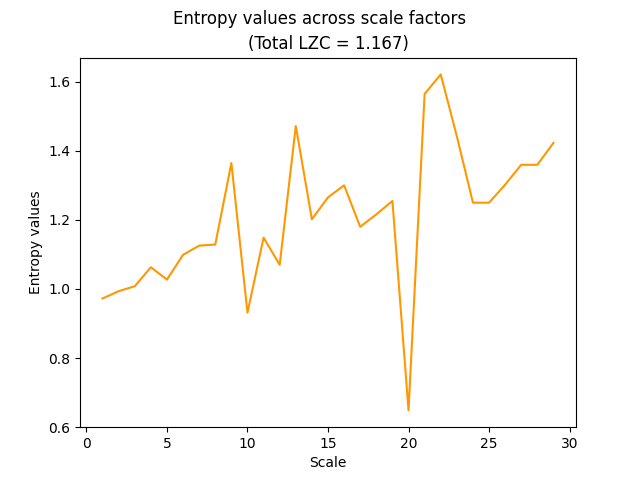 Entropy values across scale factors
(Total LZC = 1.167)
1.6
1.4
1.2
1.0
0.8
0.6
Entropy values
0 5 10 15 20 25 30
Scale